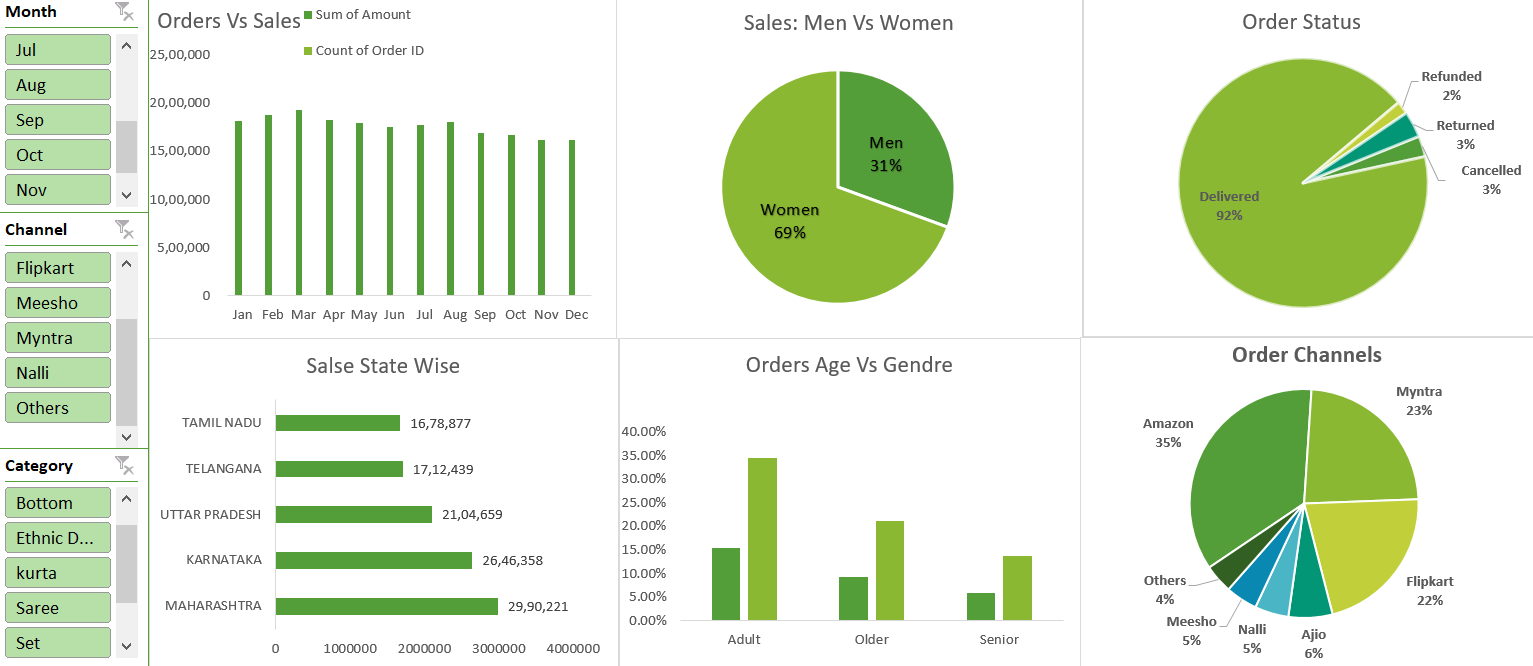 Month
Jul
Aug
Sep
Oct
Nov
Channel
Flipkart
Meesho
Myntra
Nalli
Others
Category
Bottom
Ethnic D...
kurta
Saree
Set
Orders Vs Sales
Sum of Amount
Count of Order ID
25,00,000
20,00,000
15,00,000
10,00,000
5,00,000
0
Jan Feb Mar Apr May Jun Jul Aug Sep Oct Nov Dec
Sales: Men Vs Women
Men
31%
Women
69%
Order Status
Refunded
2%
Returned
3%
Cancelled
3%
Delivered
92%
Salse State Wise
TAMIL NADU 16,78,877
TELANGANA 17,12,439
UTTAR PRADESH 21,04,659
KARNATAKA 26,46,358
MAHARASHTRA 29,90,221
0 1000000 2000000 3000000 4000000
Orders Age Vs Gendre
40.00%
35.00%
30.00%
25.00%
20.00%
15.00%
10.00%
5.00%
0.00%
Adult Older Senior
Order Channels
Myntra
23%
Amazon
35%
Flipkart
22%
Others
4%
Meesho
5%
Nalli
5%
Ajio
6%